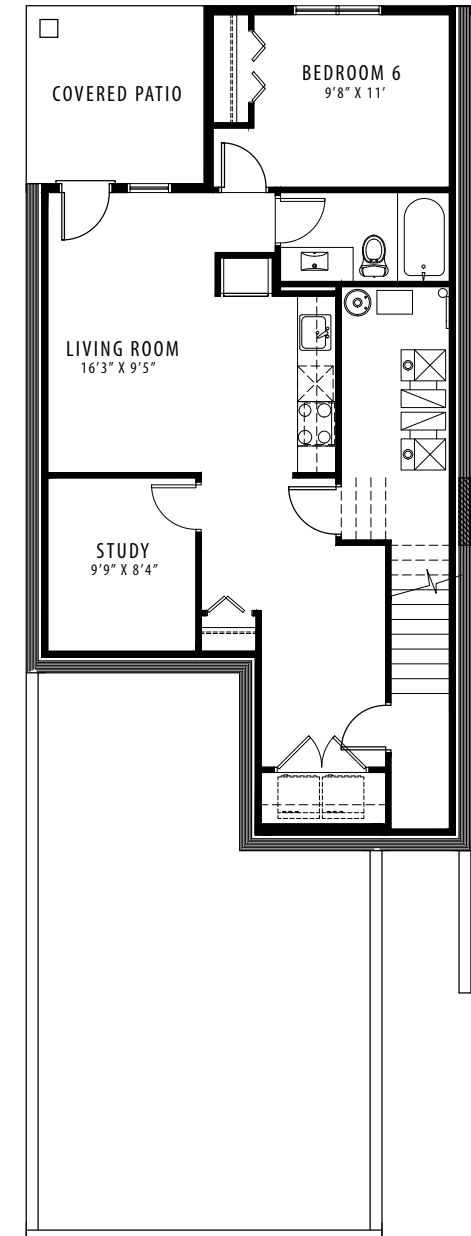 COVERED PATIO
BEDROOM 6
9'8" X 11'
LIVING ROOM
16'3" X 9'5"
STUDY
9'9" X 8'4"